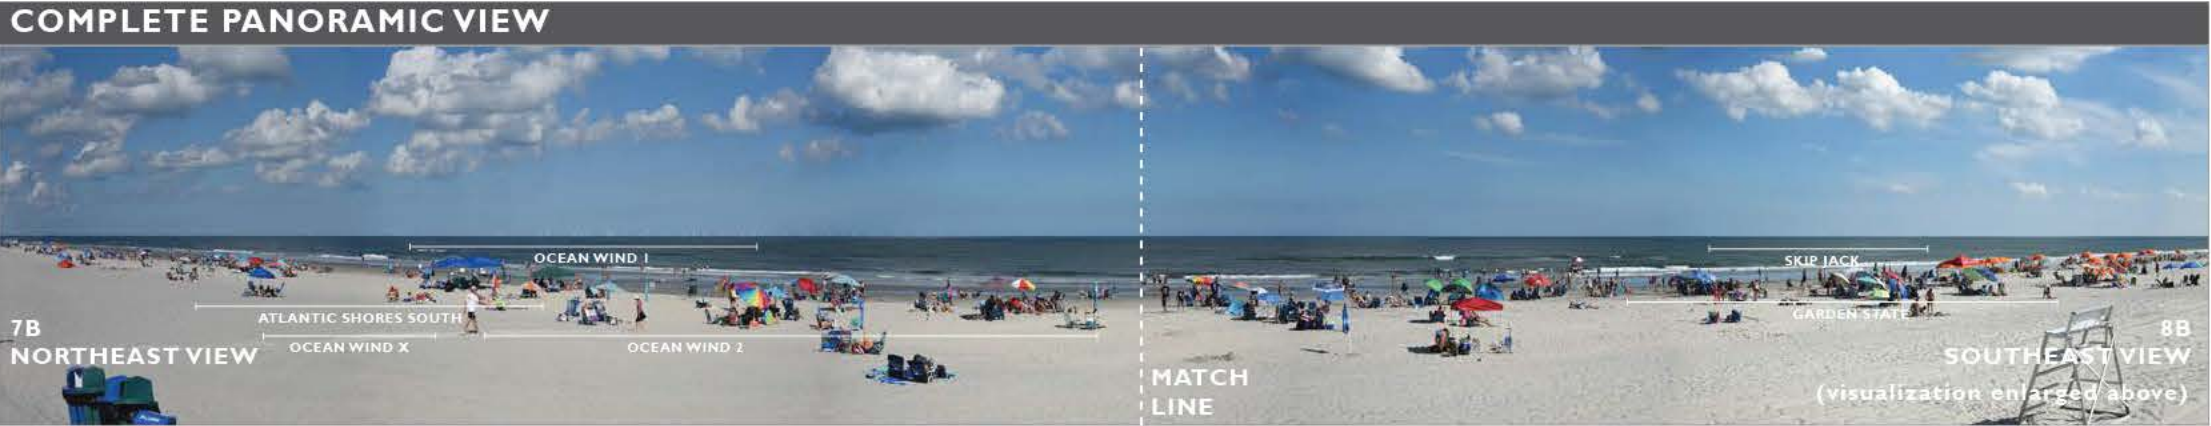 COMPLETE PANORAMIC VIEW
OCEAN WIND 1
ATLANTIC SHORES SOUTH
OCEAN WIND X
OCEAN WIND 2
7B
NORTHEAST VIEW
MATCH
LINE
SKIP JACK
GARDEN STATE
8B
SOUTHEAST VIEW
(visualization enlarged above)